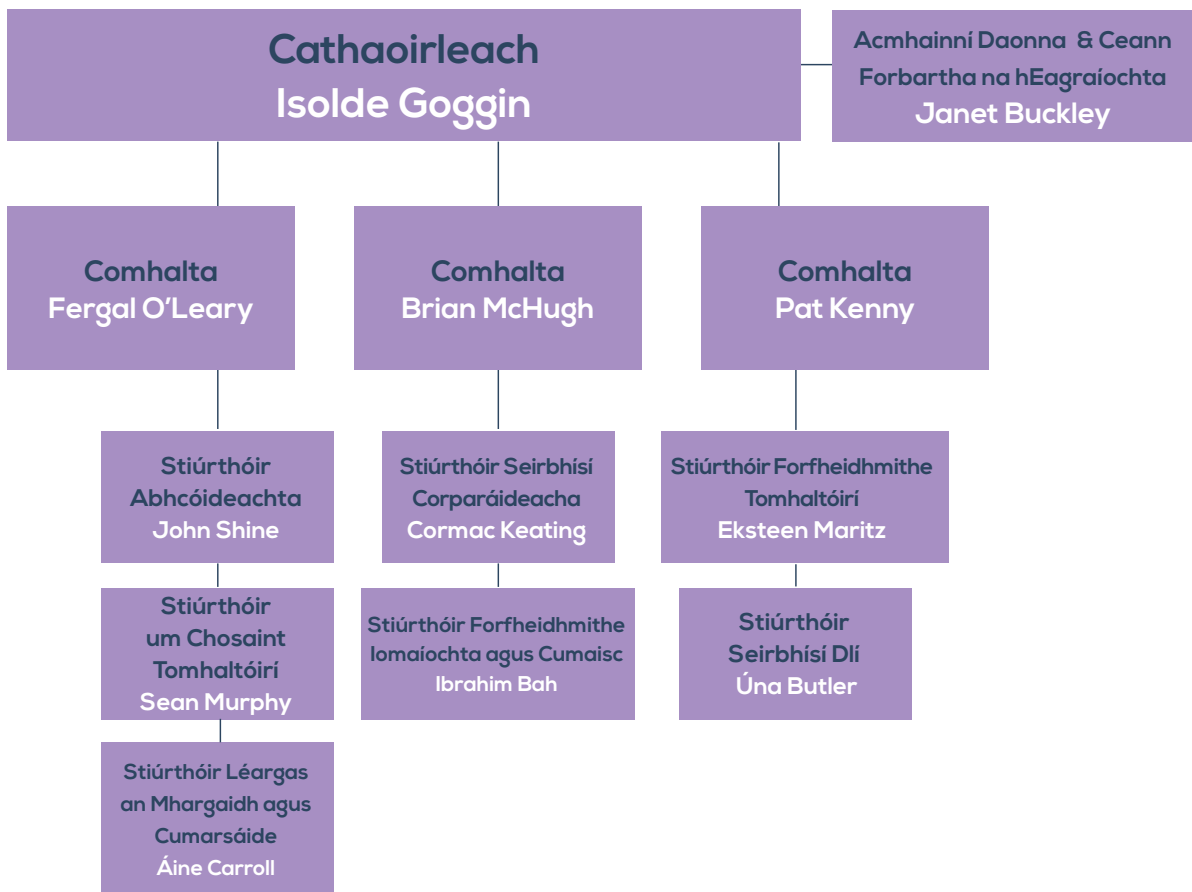 Cathaoirleach
Isolde Goggin
Acmhainní Daonna & Ceann
Forbartha na hEagraíochta
Janet Buckley
Comhalta
Fergal O'Leary
Comhalta
Brian McHugh
Comhalta
Pat Kenny
Stiúrthóir
Abhcóideachta
John Shine
Stiúrthóir Seirbhísí
Corparáideacha
Cormac Keating
Stiúrthóir Forfheidhmithe
Tomhaltóirí
Eksteen Maritz
Stiúrthóir
um Chosaint
Tomhaltóirí
Sean Murphy
Stiúrthóir Forfheidhmithe
Iomaíochta agus Cumaisc
Ibrahim Bah
Stiúrthóir
Seirbhísí Dlí
Úna Butler
Stiúrthóir Léargas
an Mhargaidh agus
Cumarsáide
Áine Carroll